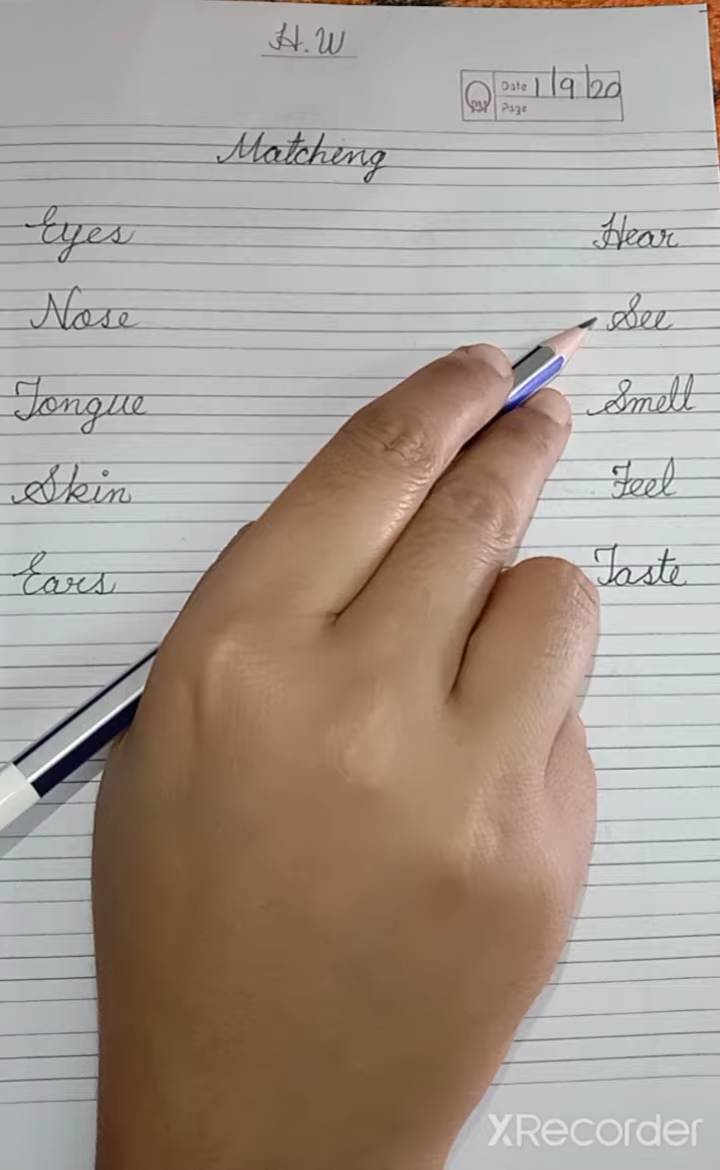 H.W
Date 1/9/20
Page
Matching
Eyes Hear
Nose See
Tongue Smell
Skin Feel
Ears Taste
XRecorder